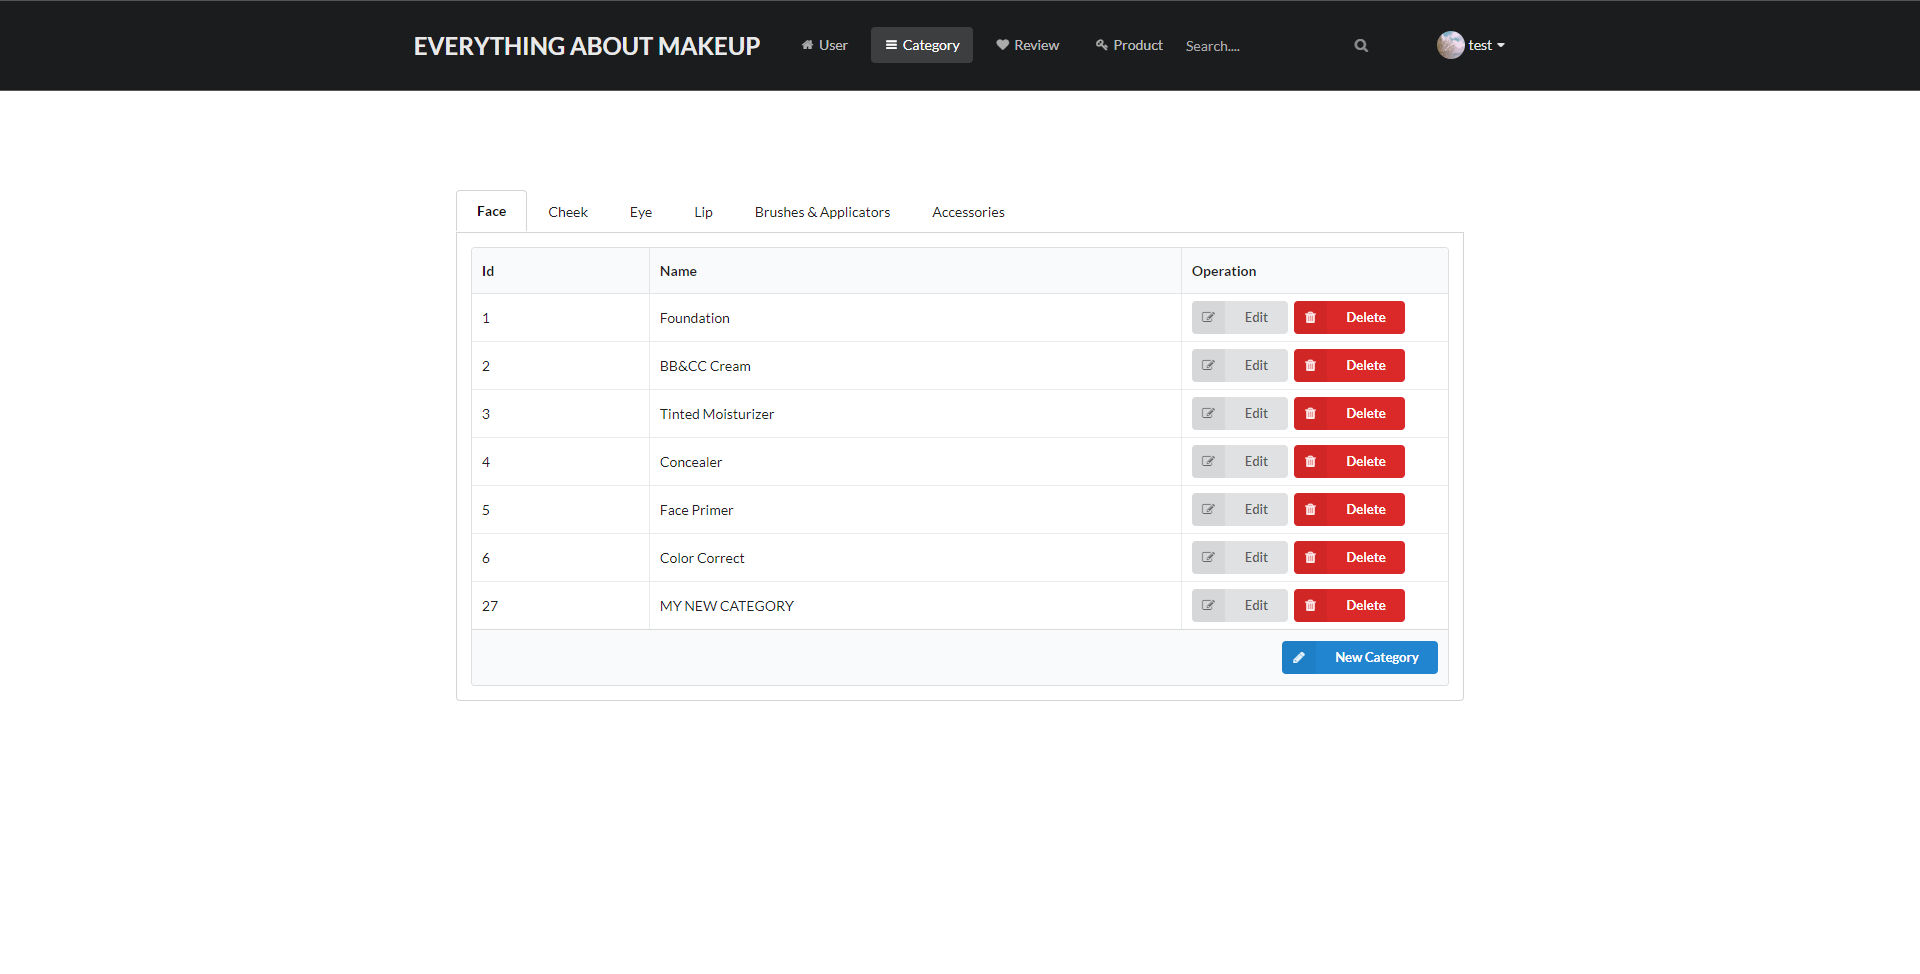 EVERYTHING ABOUT MAKEUP User Category Review Product Search.... test
Face Cheek Eye Lip Brushes & Applicators Accessories
Id Name Operation
1 Foundation Edit Delete
2 BB&CC Cream Edit Delete
3 Tinted Moisturizer Edit Delete
4 Concealer Edit Delete
5 Face Primer Edit Delete
6 Color Correct Edit Delete
27 MY NEW CATEGORY Edit Delete
New Category